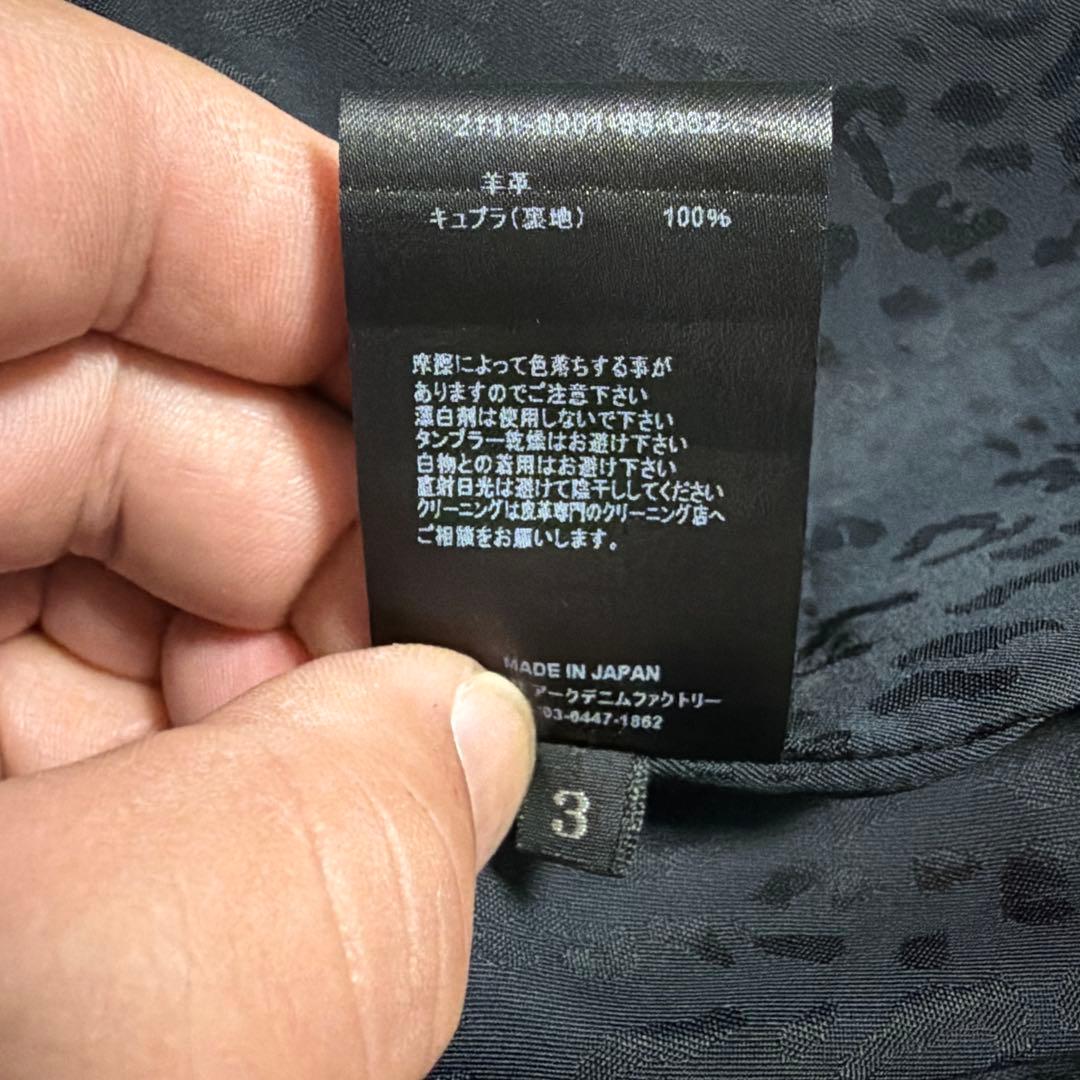 羊革
キュプラ(裏地) 100%
摩擦によって色落ちする事が
ありますのでご注意下さい
漂白剤は使用しないで下さい
タンブラー乾燥はお避け下さい
白物との着用はお避け下さい
直射日光は避けて陰干ししてください
クリーニングは皮革専門のクリーニング店へ
ご相談をお願いします。
MADE IN JAPAN
アークデニムファクトリー
03-6447-1862
3